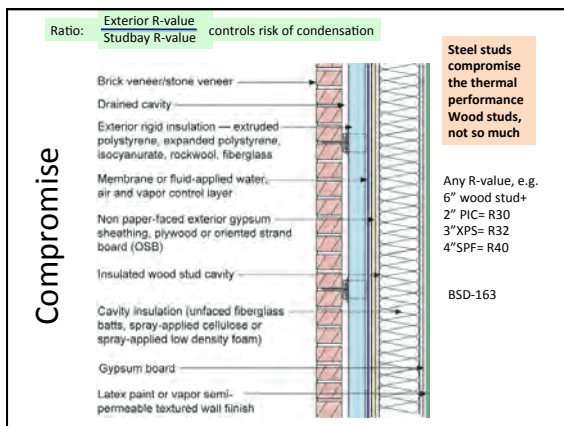 Ratio: Exterior R-value
Studbay R-value
controls risk of condensation
Compromise
Brick veneer/stone veneer
Drained cavity
Exterior rigid insulation — extruded
polystyrene, expanded polystyrene,
isocyanurate, rockwool, fiberglass
Membrane or fluid-applied water,
air and vapor control layer
Non paper-faced exterior gypsum
sheathing, plywood or oriented strand
board (OSB)
Insulated wood stud cavity
Cavity insulation (unfaced fiberglass
batts, spray-applied cellulose or
spray-applied low density foam)
Gypsum board
Latex paint or vapor semi-
permeable textured wall finish
Steel studs
compromise
the thermal
performance
Wood studs,
not so much
Any R-value, e.g.
6” wood stud+
2” PIC= R30
3”XPS= R32
4”SPF= R40
BSD-163